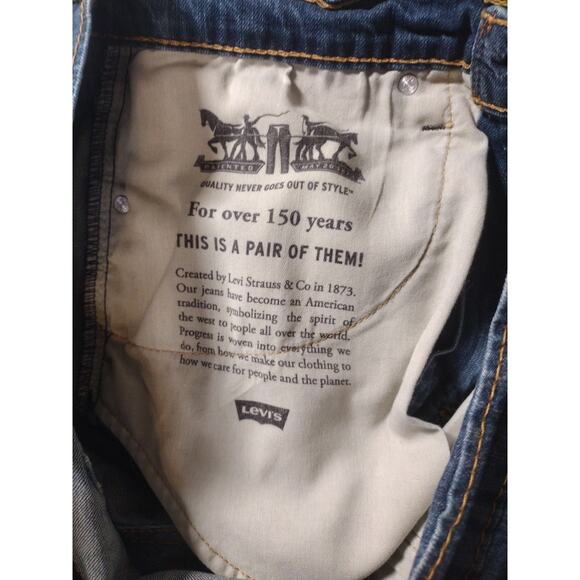 PATENTED MAY 20 1873
QUALITY NEVER GOES OUT OF STYLE™
For over 150 years
THIS IS A PAIR OF THEM!
Created by Levi Strauss & Co in 1873.
Our jeans have become an American
tradition, symbolizing the spirit of
the west to people all over the world.
Progress is woven into everything we
do, from how we make our clothing to
how we care for people and the planet.
Levi's